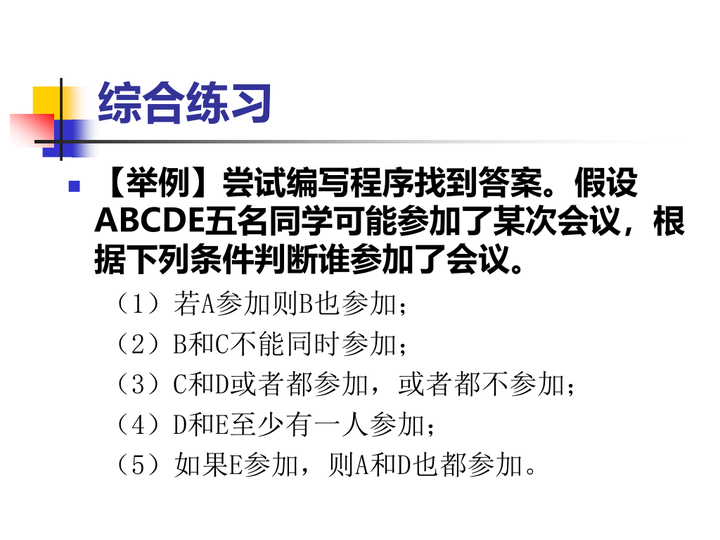 综合练习
【举例】尝试编写程序找到答案。假设
ABCDE五名同学可能参加了某次会议，根
据下列条件判断谁参加了会议。
（1）若A参加则B也参加；
（2）B和C不能同时参加；
（3）C和D或者都参加，或者都不参加；
（4）D和E至少有一人参加；
（5）如果E参加，则A和D也都参加。